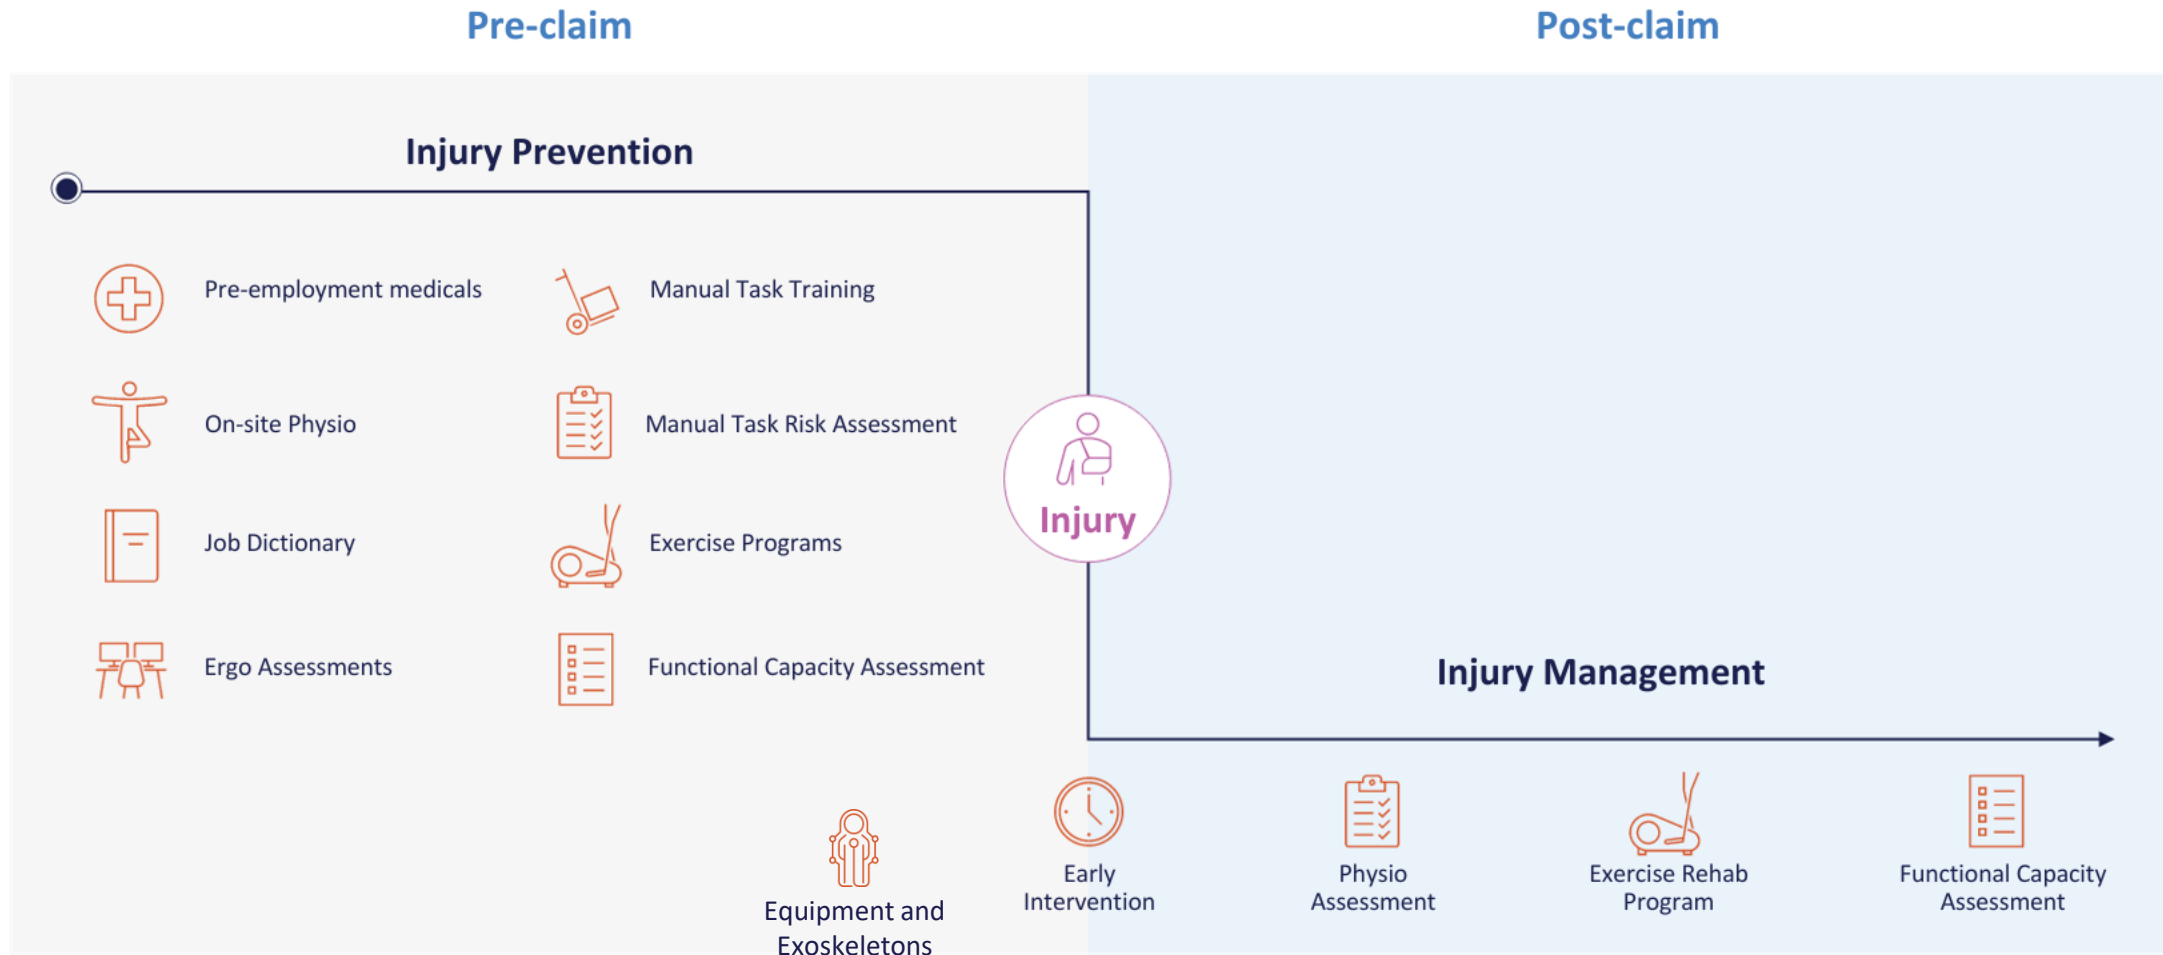 Pre-claim
Post-claim
Injury Prevention
Pre-employment medicals
Manual Task Training
On-site Physio
Manual Task Risk Assessment
Job Dictionary
Exercise Programs
Ergo Assessments
Functional Capacity Assessment
Injury
Injury Management
Equipment and
Exoskeletons
Early
Intervention
Physio
Assessment
Exercise Rehab
Program
Functional Capacity
Assessment